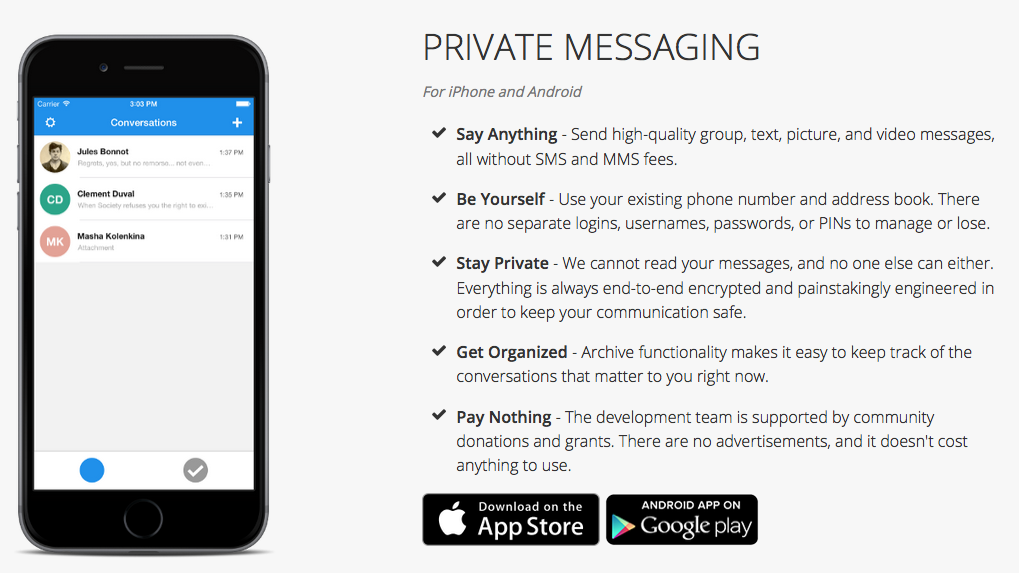 Carrier 3:03 PM
Conversations +
Jules Bonnot 1:37 PM
Regrets, yes, but no remorse... not even...
CD Clement Duval 1:35 PM
When Society refuses you the right to exi...
MK Masha Kolenkina 1:31 PM
Attachment
PRIVATE MESSAGING
For iPhone and Android
Say Anything - Send high-quality group, text, picture, and video messages,
all without SMS and MMS fees.
Be Yourself - Use your existing phone number and address book. There
are no separate logins, usernames, passwords, or PINs to manage or lose.
Stay Private - We cannot read your messages, and no one else can either.
Everything is always end-to-end encrypted and painstakingly engineered in
order to keep your communication safe.
Get Organized - Archive functionality makes it easy to keep track of the
conversations that matter to you right now.
Pay Nothing - The development team is supported by community
donations and grants. There are no advertisements, and it doesn't cost
anything to use.
Download on the
App Store
ANDROID APP ON
Google play